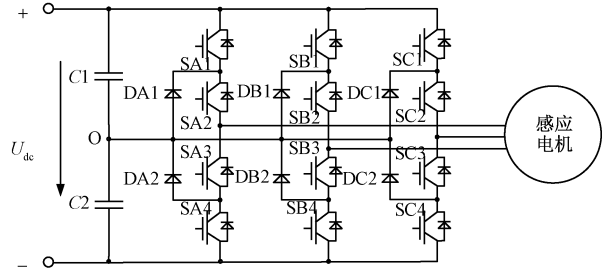 +
SA1 SB1 SC1
C1
DA1 DB1 DC1
SA2 SB2 SC2
感应
电机
O
Udc
SA3 SB3 SC3
DA2 DB2 DC2
C2
SA4 SB4 SC4
−